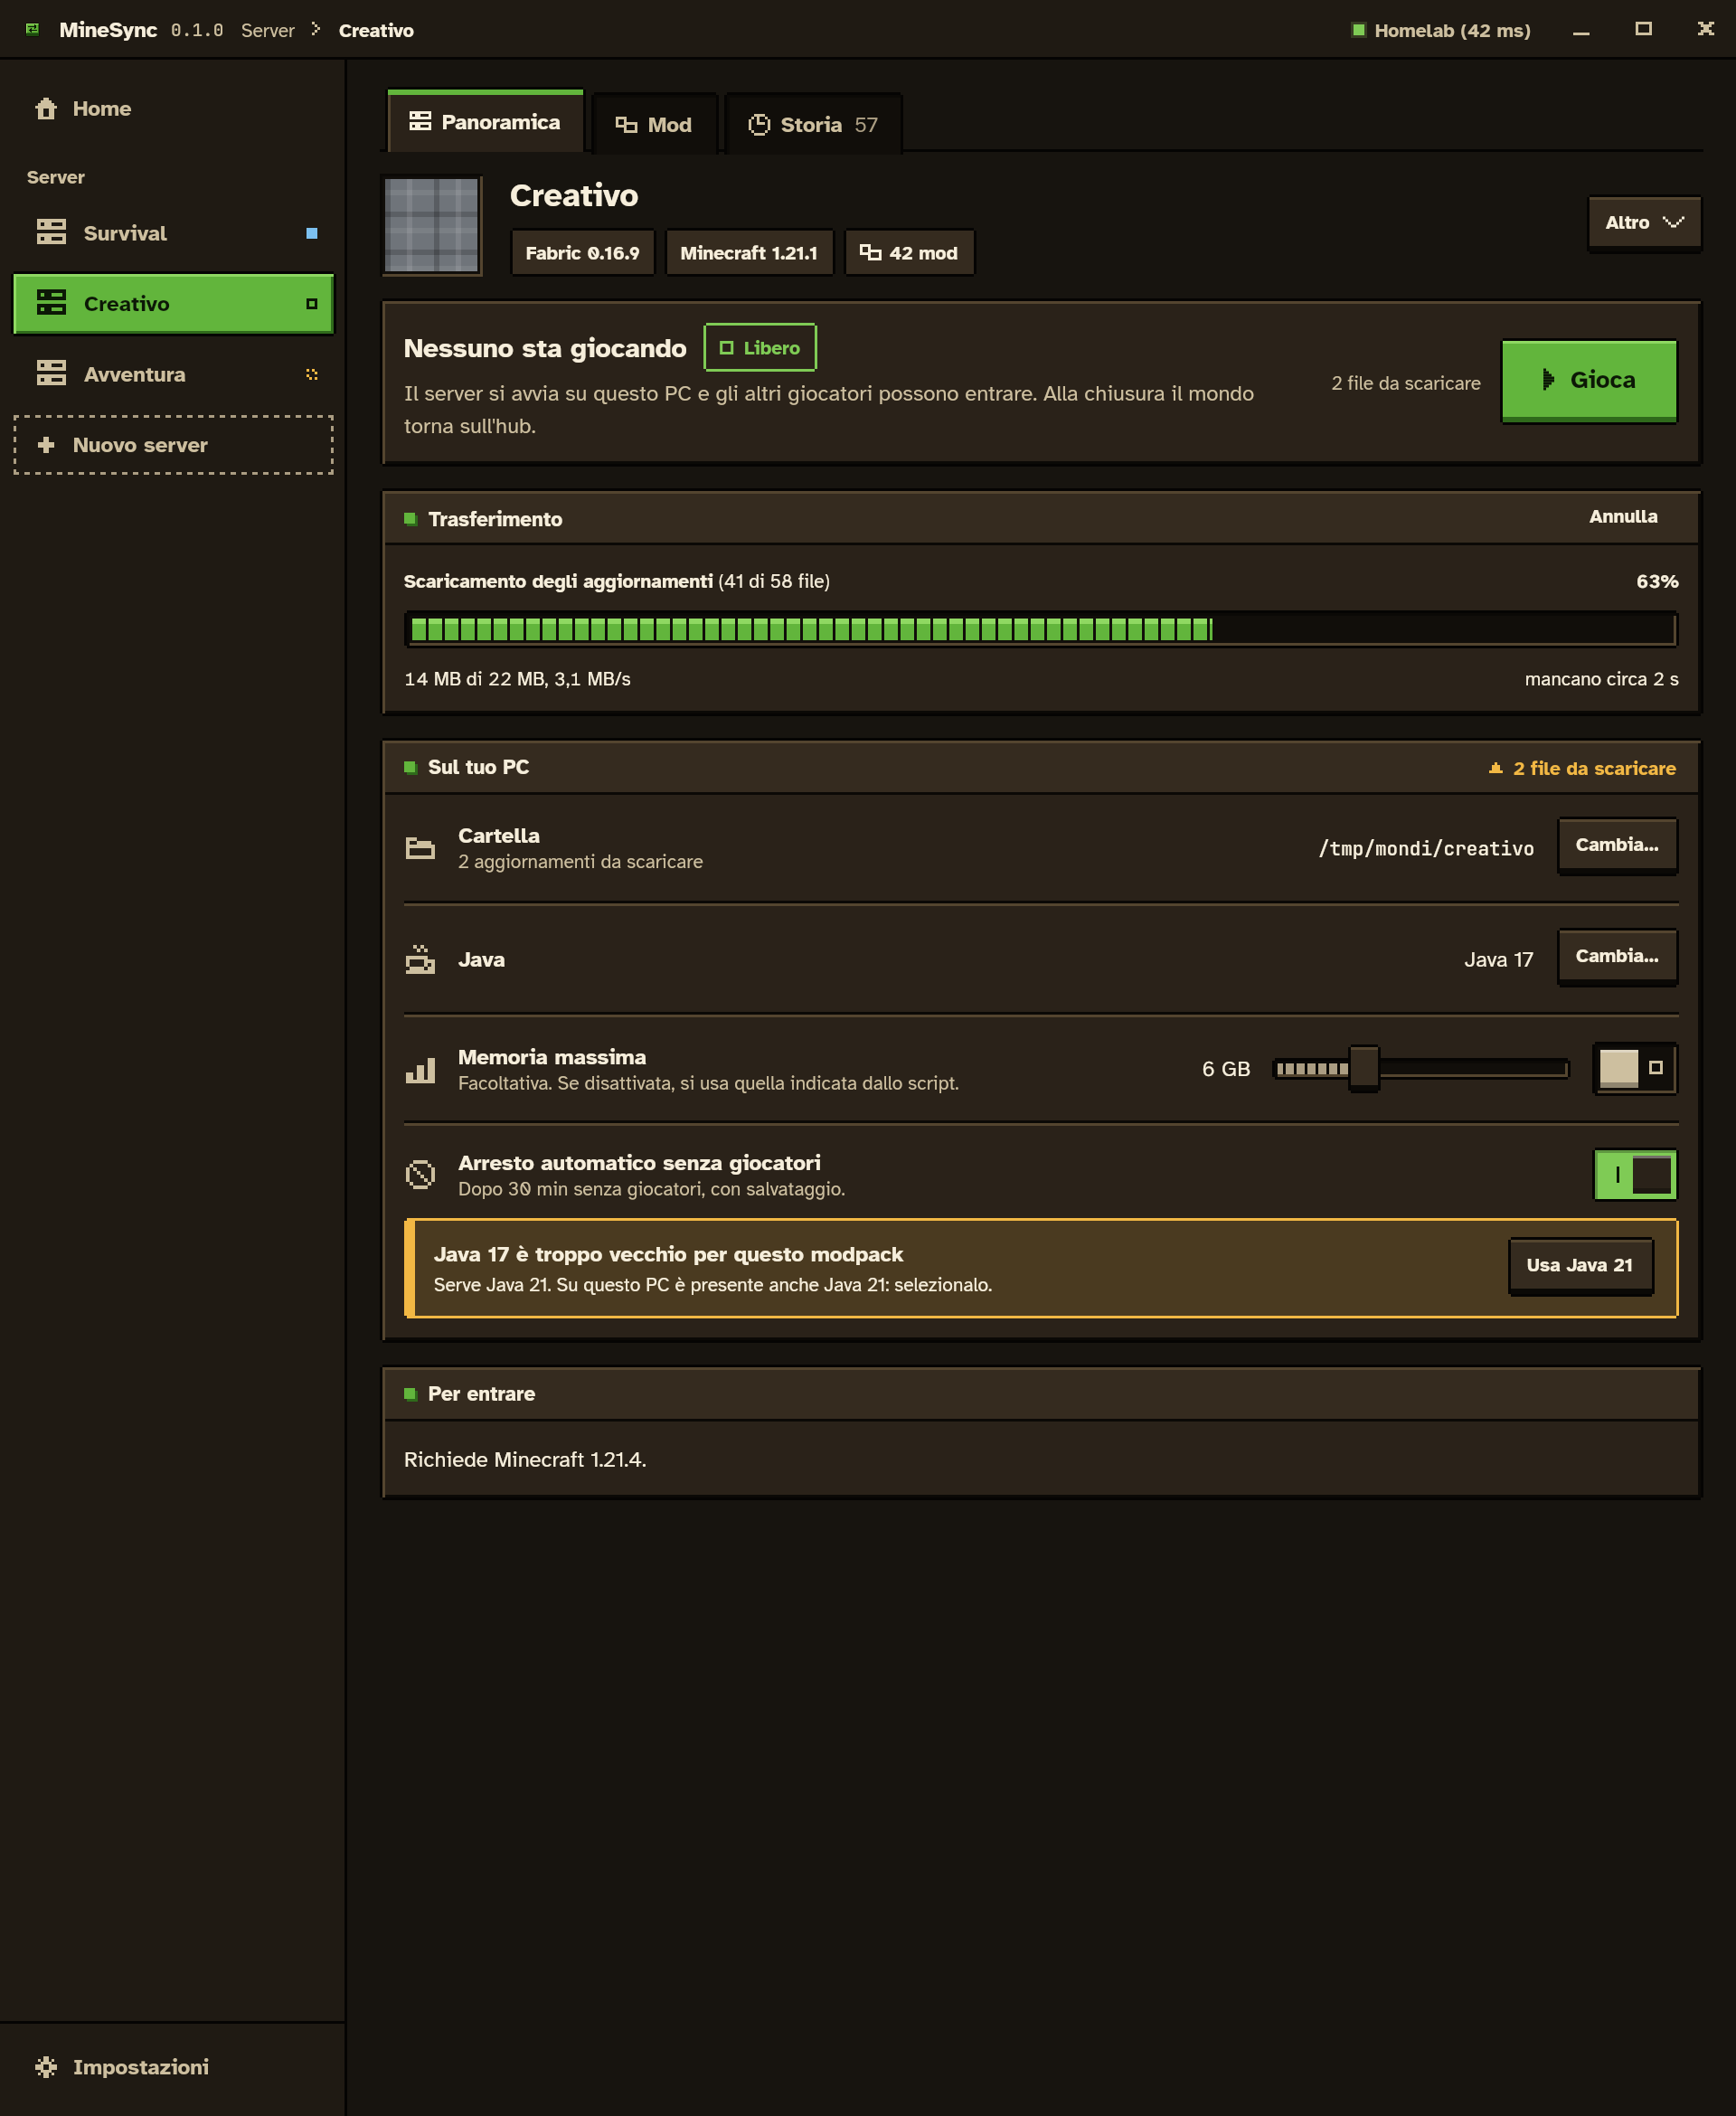 MineSync 0.1.0 Server Creativo
Homelab (42 ms)
Home
Server
Survival
Creativo
Avventura
Nuovo server
Impostazioni
Panoramica
Mod
Storia 57
Creativo
Fabric 0.16.9
Minecraft 1.21.1
42 mod
Altro
Nessuno sta giocando
Libero
Il server si avvia su questo PC e gli altri giocatori possono entrare. Alla chiusura il mondo
torna sull'hub.
2 file da scaricare
Gioca
Trasferimento
Annulla
Scaricamento degli aggiornamenti (41 di 58 file)
63%
14 MB di 22 MB, 3,1 MB/s
mancano circa 2 s
Sul tuo PC
2 file da scaricare
Cartella
2 aggiornamenti da scaricare
/tmp/mondi/creativo
Cambia...
Java
Java 17
Cambia...
Memoria massima
Facoltativa. Se disattivata, si usa quella indicata dallo script.
6 GB
Arresto automatico senza giocatori
Dopo 30 min senza giocatori, con salvataggio.
Java 17 è troppo vecchio per questo modpack
Serve Java 21. Su questo PC è presente anche Java 21: selezionalo.
Usa Java 21
Per entrare
Richiede Minecraft 1.21.4.